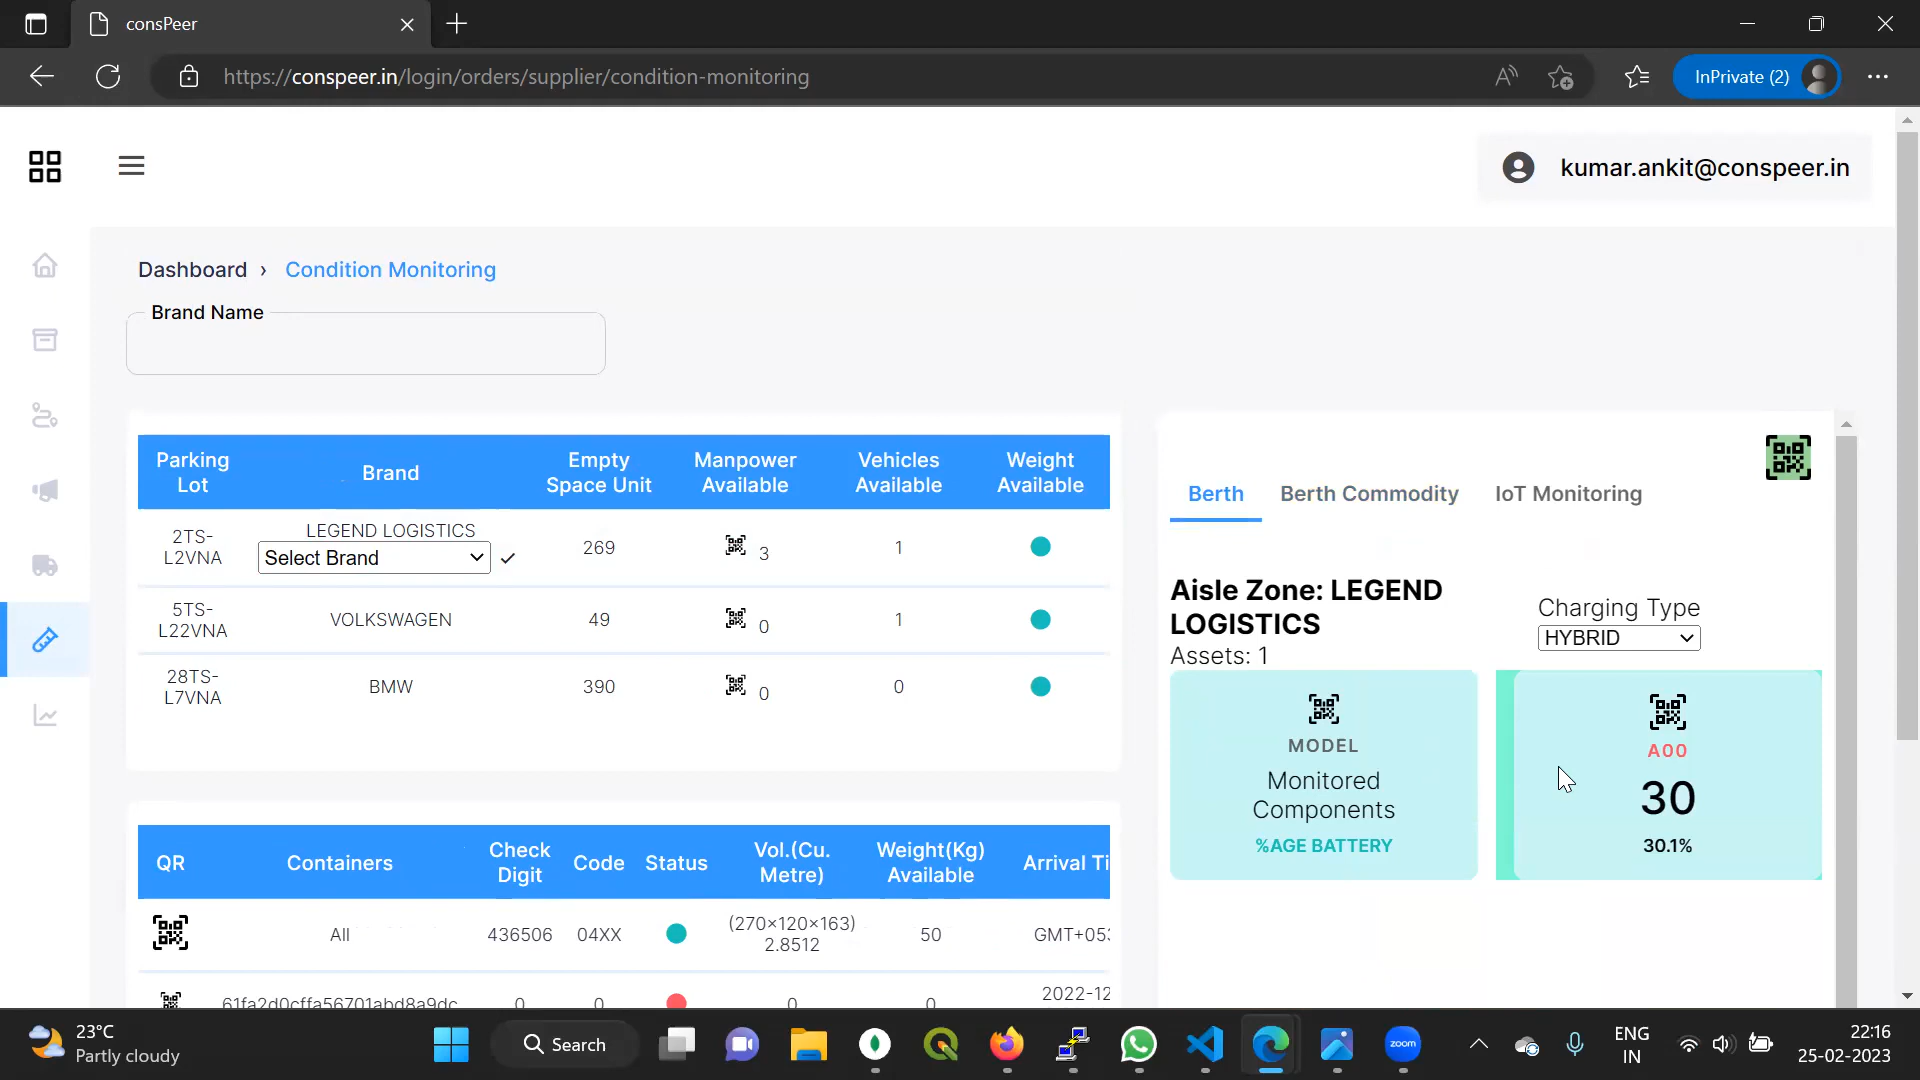 consPeer
https://conspeer.in/login/orders/supplier/condition-monitoring
InPrivate (2)
kumar.ankit@conspeer.in
Dashboard › Condition Monitoring
Brand Name
Parking Lot
Brand
Empty Space Unit
Manpower Available
Vehicles Available
Weight Available
2TS-L2VNA
LEGEND LOGISTICS
Select Brand
269
3
1
5TS-L22VNA
VOLKSWAGEN
49
0
1
28TS-L7VNA
BMW
390
0
0
QR
Containers
Check Digit
Code
Status
Vol.(Cu. Metre)
Weight(Kg) Available
Arrival Ti
All
436506
04XX
(270×120×163)
2.8512
50
GMT+053
61fa2d0cffa56701abd8a9dc
0
0
0
0
2022-12
Berth
Berth Commodity
IoT Monitoring
Aisle Zone: LEGEND
LOGISTICS
Assets: 1
Charging Type
HYBRID
MODEL
Monitored
Components
%AGE BATTERY
A00
30
30.1%
23°C
Partly cloudy
Search
zoom
ENG
IN
22:16
25-02-2023